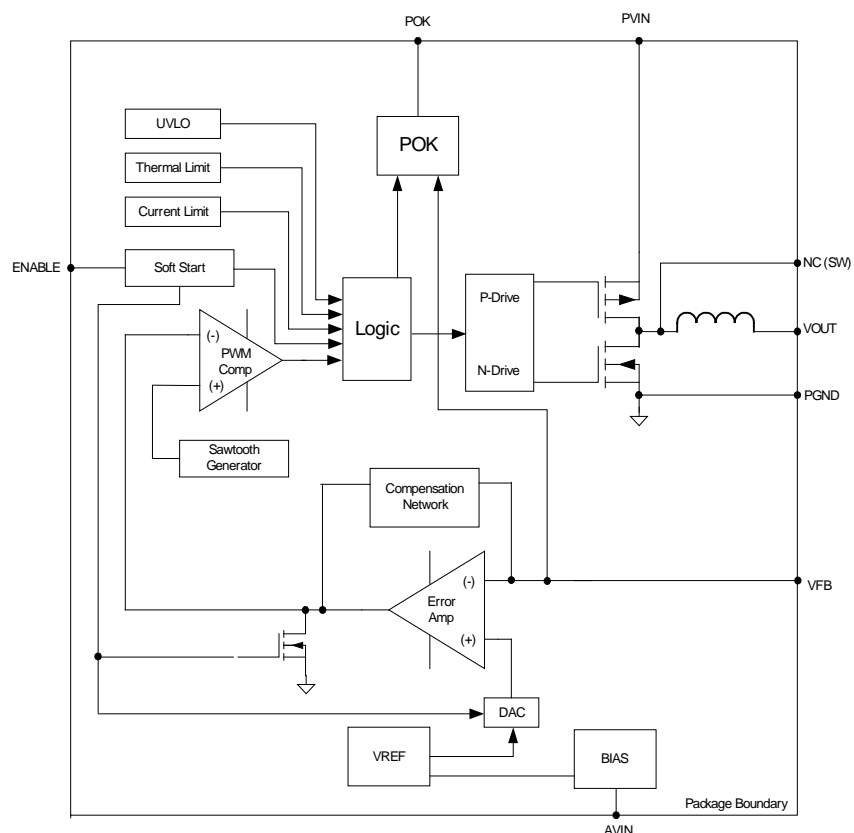 POK
PVIN
UVLO
POK
Thermal Limit
Current Limit
ENABLE
Soft Start
NC (SW)
P-Drive
Logic
VOUT
(-)
PWM
Comp
(+)
N-Drive
PGND
Sawtooth
Generator
Compensation
Network
(-)
VFB
Error
Amp
(+)
DAC
VREF
BIAS
Package Boundary
AVIN